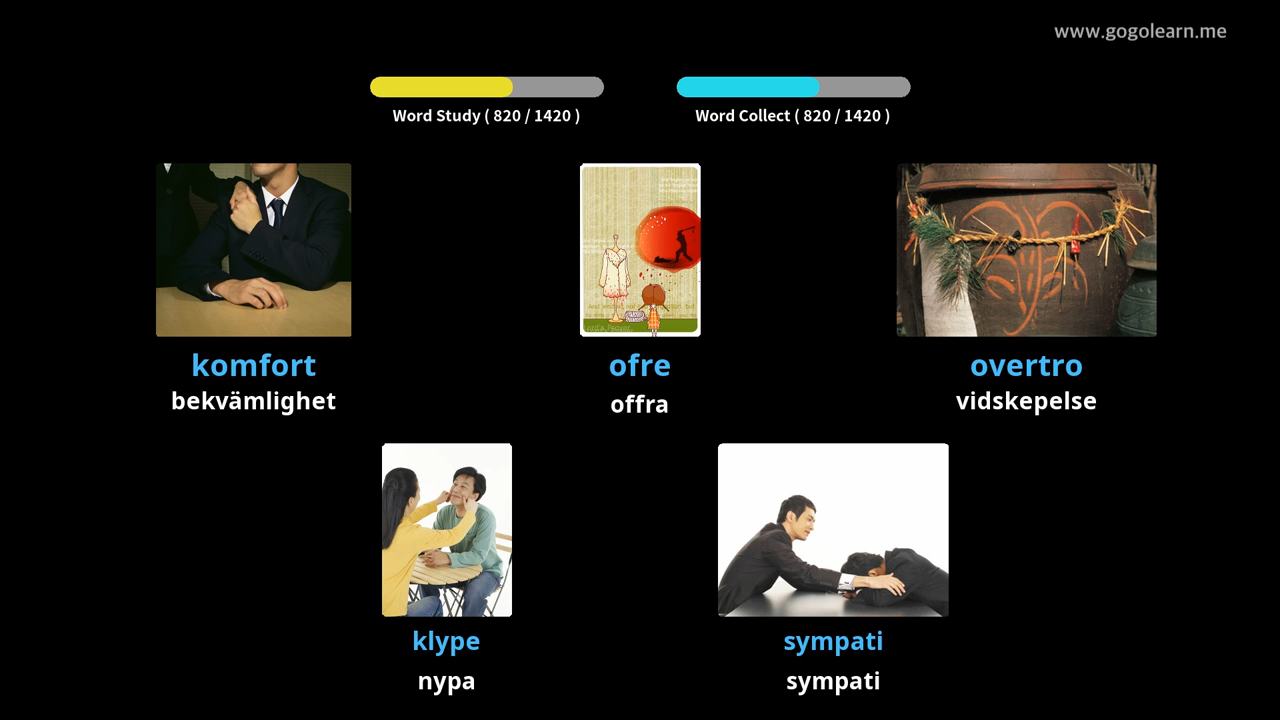 www.gogolearn.me
Word Study ( 820 / 1420 )
Word Collect ( 820 / 1420 )
komfort
bekvämlighet
ofre
offra
overtro
vidskepelse
klype
nypa
sympati
sympati